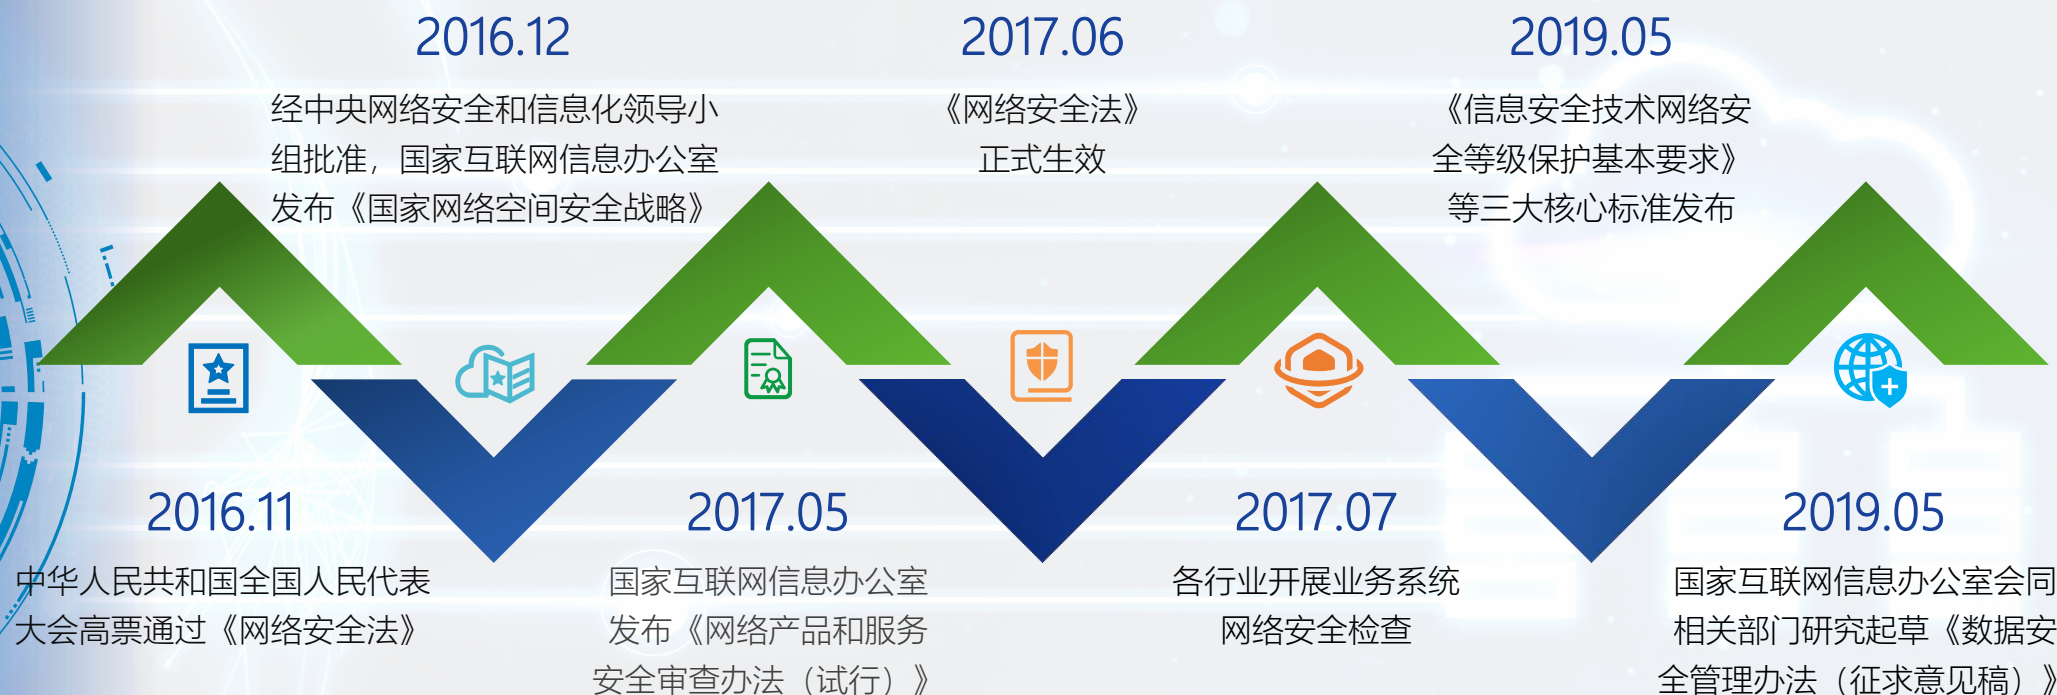 2016.12
经中央网络安全和信息化领导小
组批准，国家互联网信息办公室
发布《国家网络空间安全战略》
2017.06
《网络安全法》
正式生效
2019.05
《信息安全技术网络安
全等级保护基本要求》
等三大核心标准发布
2016.11
中华人民共和国全国人民代表
大会高票通过《网络安全法》
2017.05
国家互联网信息办公室
发布《网络产品和服务
安全审查办法（试行）》
2017.07
各行业开展业务系统
网络安全检查
2019.05
国家互联网信息办公室会同
相关部门研究起草《数据安
全管理办法（征求意见稿）》